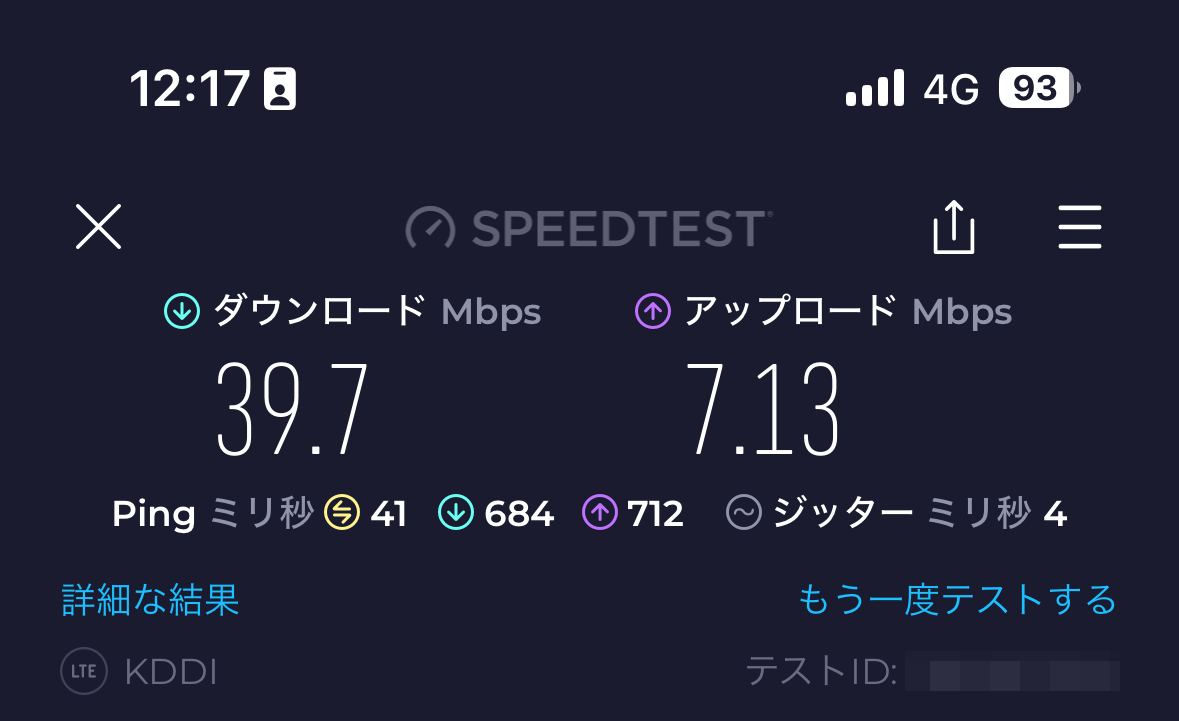 12:17 4G 93
SPEEDTEST
ダウンロード Mbps アップロード Mbps
39.7 7.13
Ping ミリ秒 41 684 712 ジッター ミリ秒 4
詳細な結果 もう一度テストする
LTE KDDI テストID: